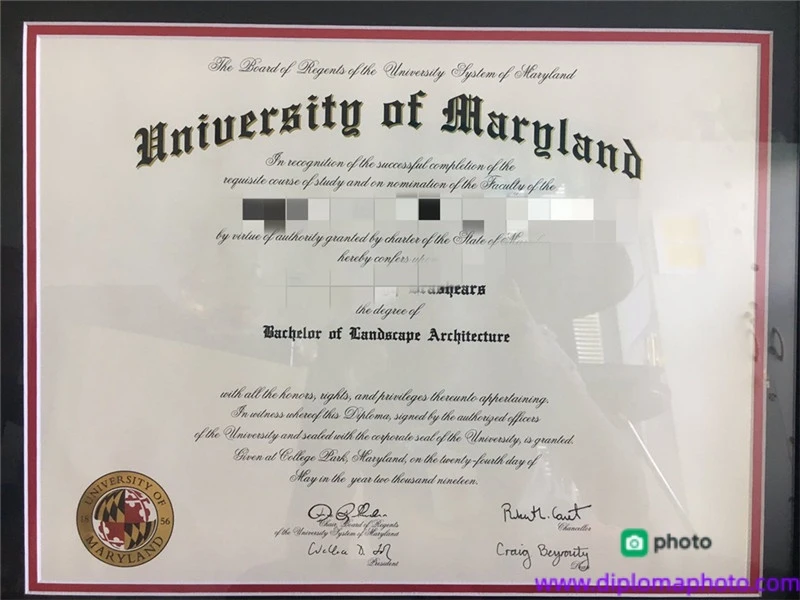 The Board of Regents of the University System of Maryland
University of Maryland
In recognition of the successful completion of the
requisite course of study and on nomination of the Faculty of the
by virtue of authority granted by charter of the State of
hereby confers upon
the degree of
Bachelor of Landscape Architecture
with all the honors, rights, and privileges thereunto appertaining.
In witness whereof this Diploma, signed by the authorized officers
of the University and sealed with the corporate seal of the University, is granted.
Given at College Park, Maryland, on the twenty-fourth day of
May in the year two thousand nineteen.
UNIVERSITY OF
18 56
MARYLAND
Chair, Board of Regents
of the University System of Maryland
Chancellor
President
photo
www.diplomaphoto.com